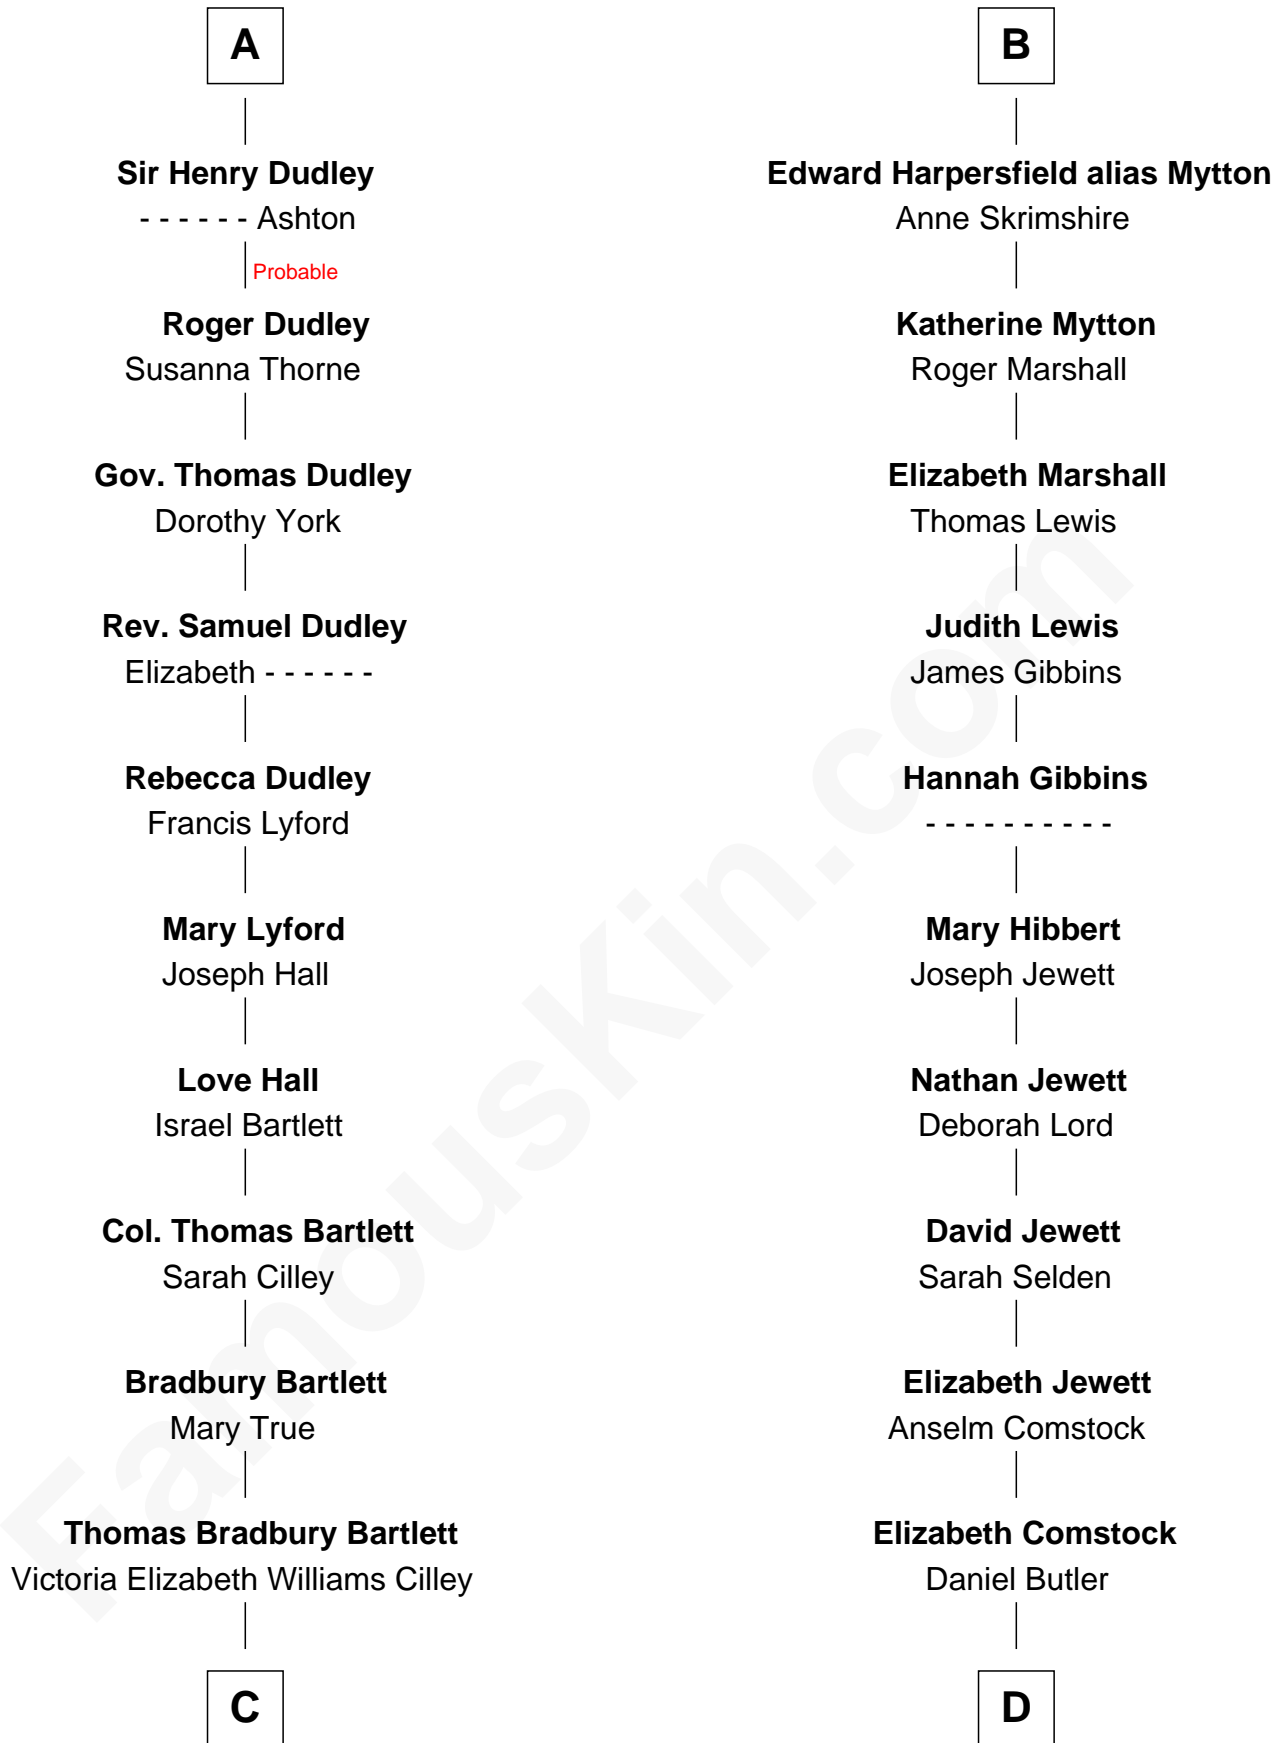 A
Sir Henry Dudley
- - - - - - Ashton
Probable
Roger Dudley
Susanna Thorne
Gov. Thomas Dudley
Dorothy York
Rev. Samuel Dudley
Elizabeth - - - - - -
Rebecca Dudley
Francis Lyford
Mary Lyford
Joseph Hall
Love Hall
Israel Bartlett
Col. Thomas Bartlett
Sarah Cilley
Bradbury Bartlett
Mary True
Thomas Bradbury Bartlett
Victoria Elizabeth Williams Cilley
C
B
Edward Harpersfield alias Mytton
Anne Skrimshire
Katherine Mytton
Roger Marshall
Elizabeth Marshall
Thomas Lewis
Judith Lewis
James Gibbins
Hannah Gibbins
- - - - - - - - - -
Mary Hibbert
Joseph Jewett
Nathan Jewett
Deborah Lord
David Jewett
Sarah Selden
Elizabeth Jewett
Anselm Comstock
Elizabeth Comstock
Daniel Butler
D
FamousKin.com